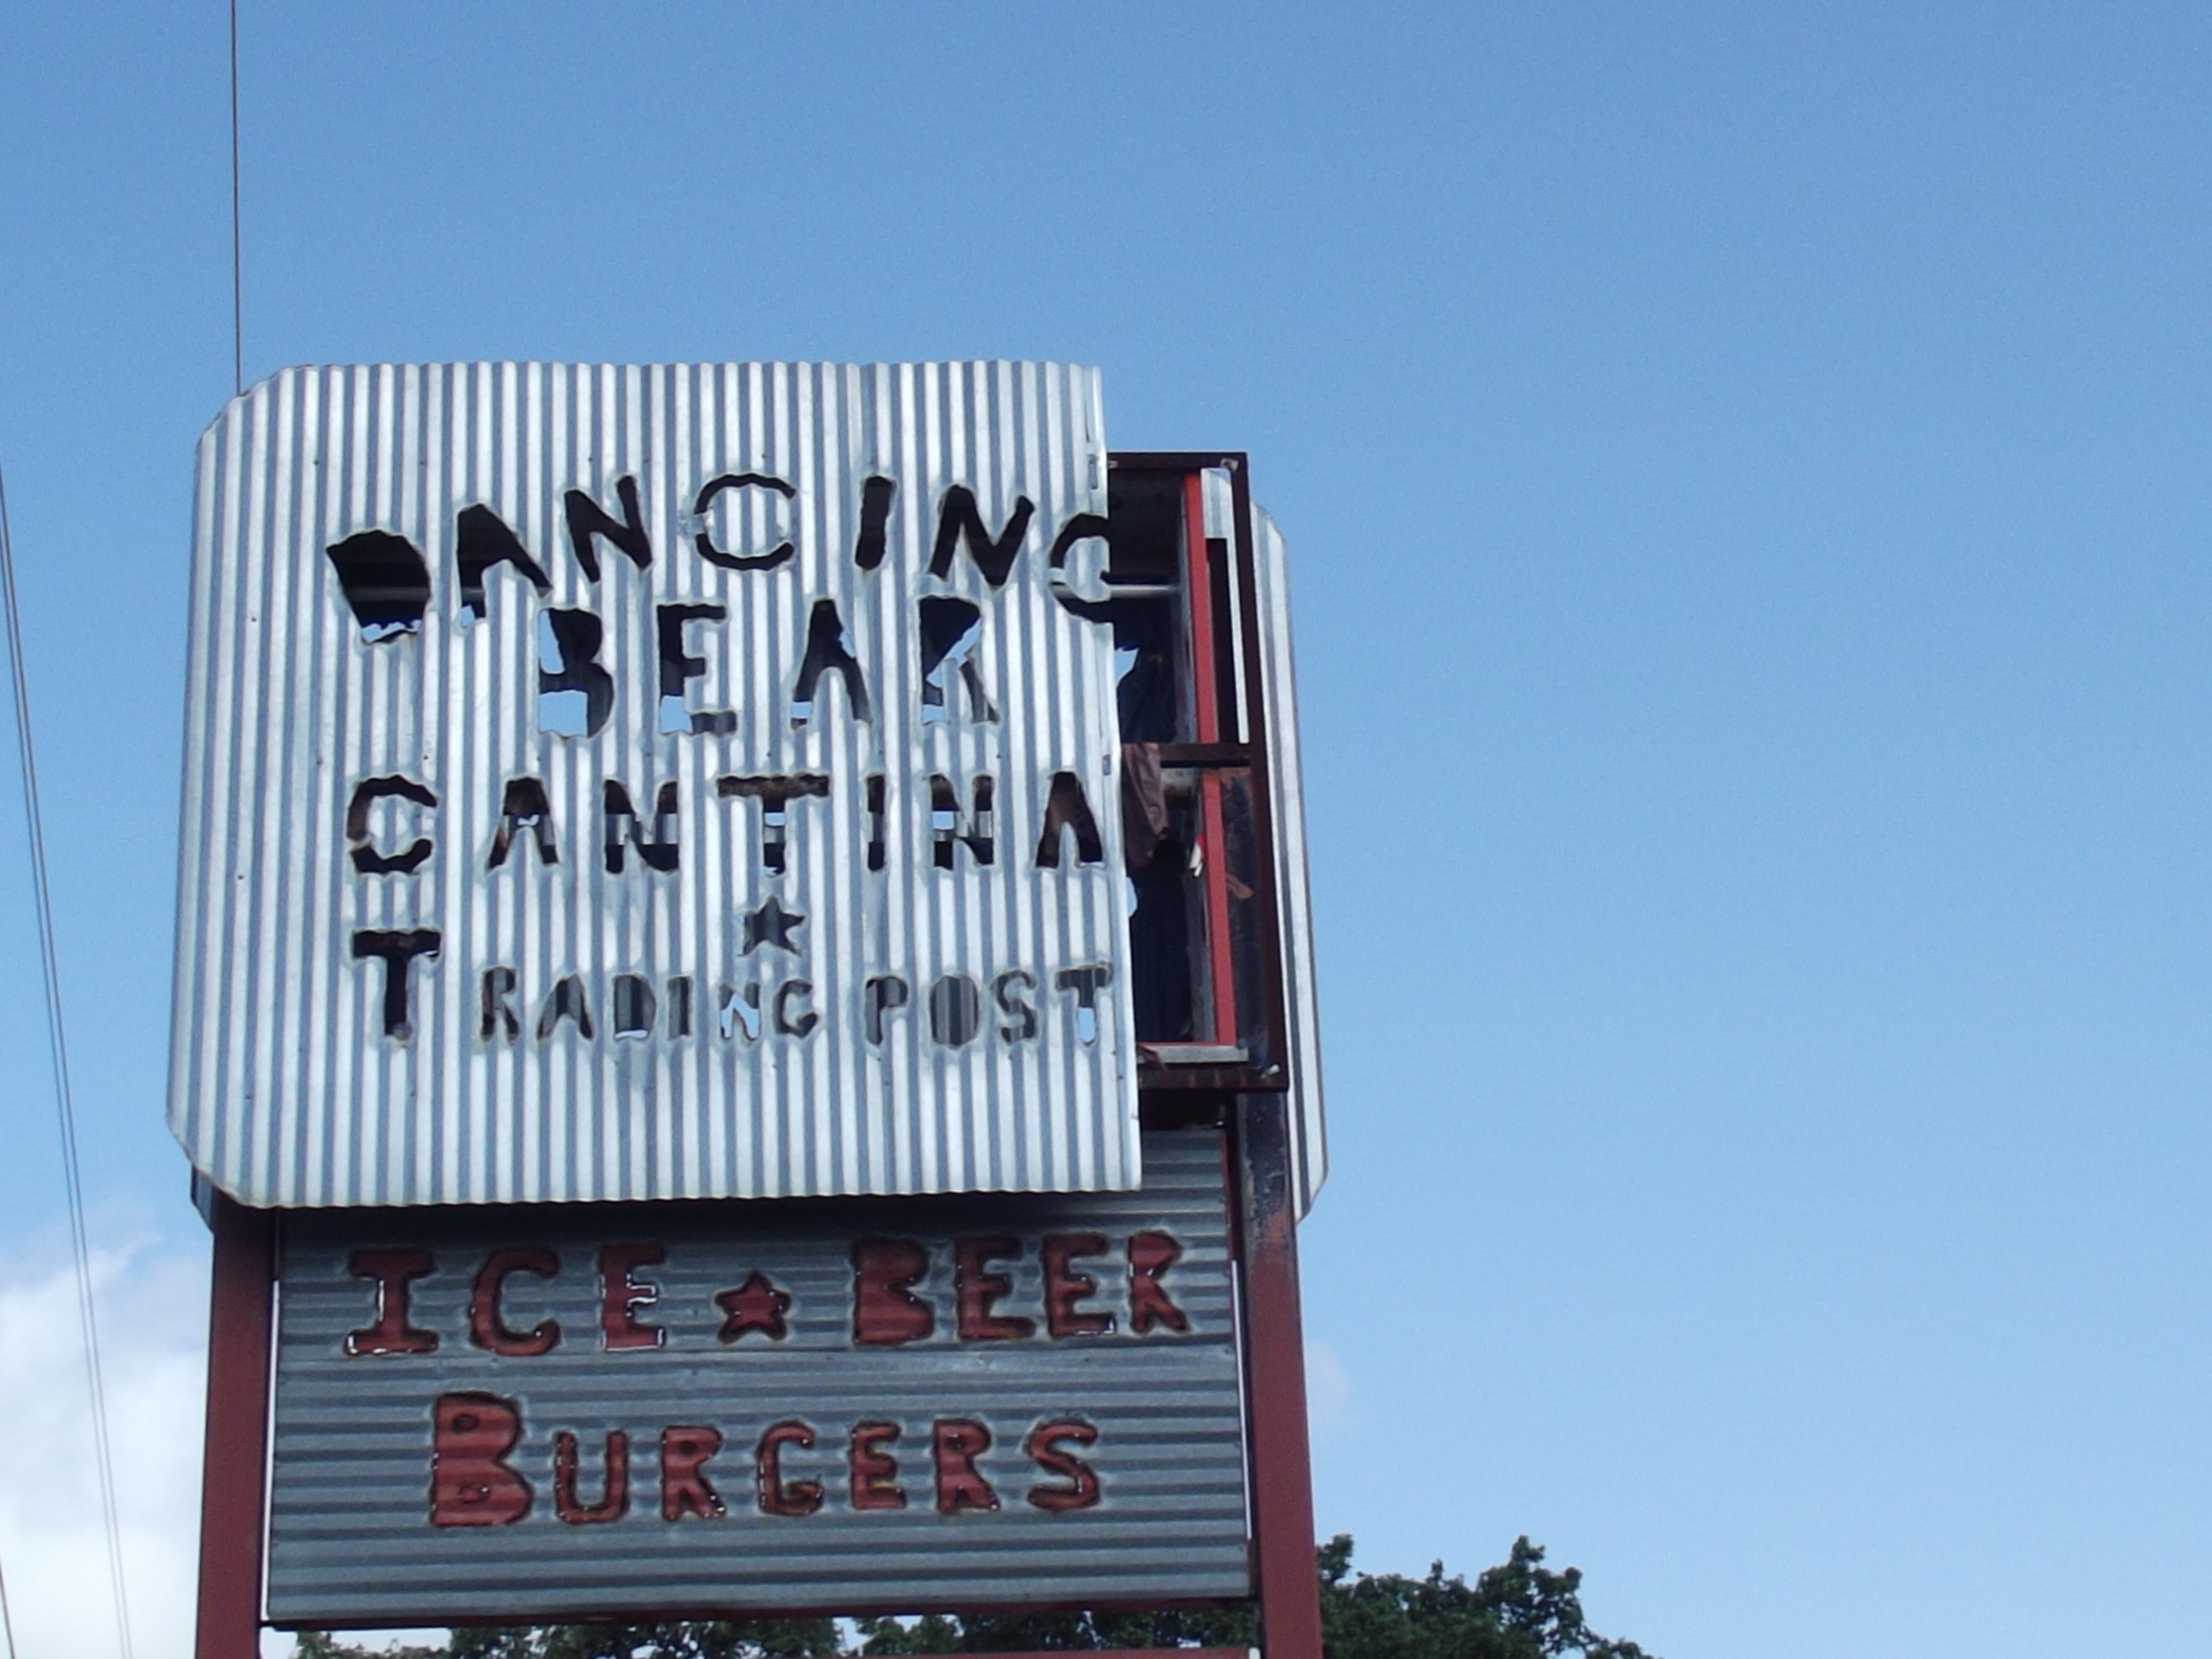 DANCING
BEAR
CANTINA
TRADING POST
ICE ★ BEER
BURGERS